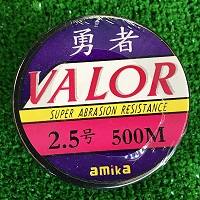 勇者
VALOR
SUPER ABRASION RESISTANCE
2.5号 500M
amika